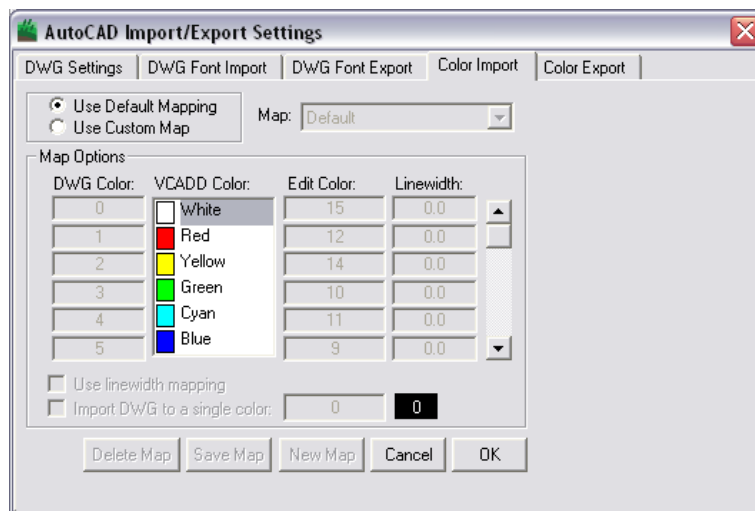 AutoCAD Import/Export Settings
DWG Settings DWG Font Import DWG Font Export Color Import Color Export
Use Default Mapping
Use Custom Map
Map: Default
Map Options
DWG Color: VCADD Color: Edit Color: Linewidth:
0 White 15 0.0
1 Red 12 0.0
2 Yellow 14 0.0
3 Green 10 0.0
4 Cyan 11 0.0
5 Blue 9 0.0
Use linewidth mapping
Import DWG to a single color: 0 0
Delete Map Save Map New Map Cancel OK